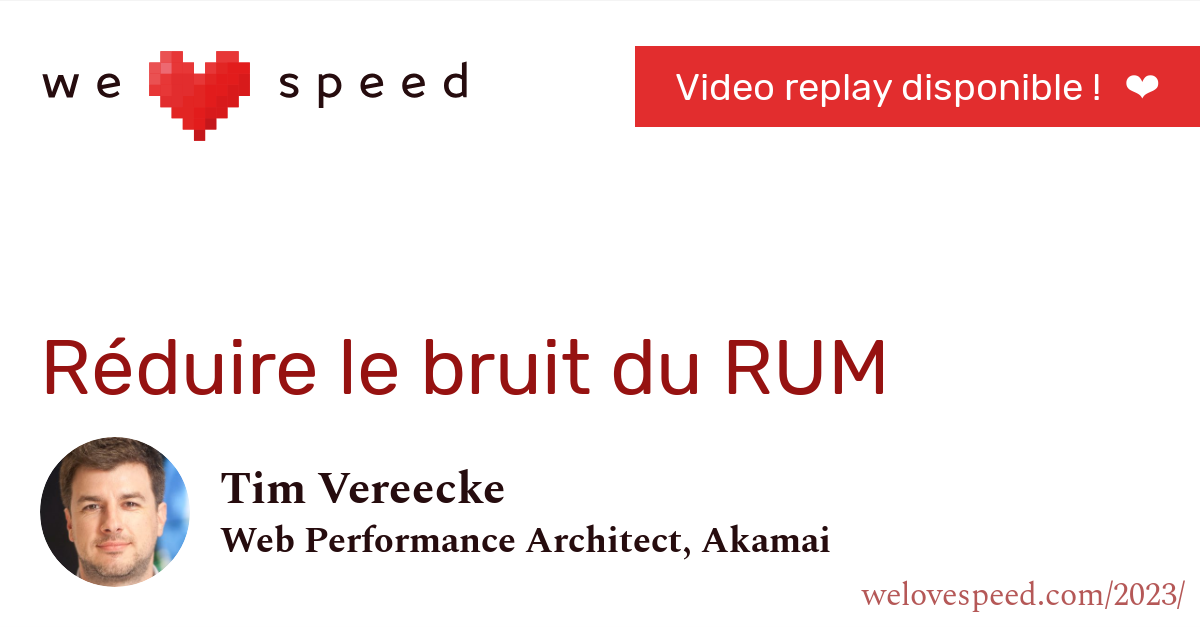 we speed
Video replay disponible ! ❤
Réduire le bruit du RUM
Tim Vereecke
Web Performance Architect, Akamai
welovespeed.com/2023/